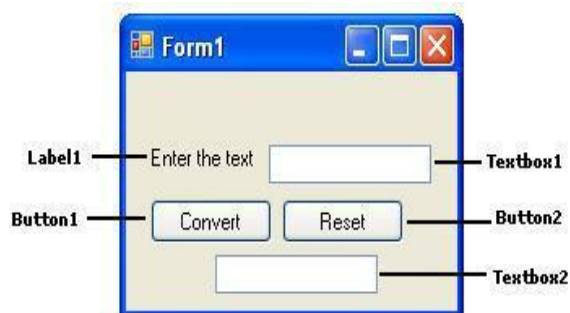 Form1
Label1
Enter the text
Textbox1
Button1
Convert
Reset
Button2
Textbox2